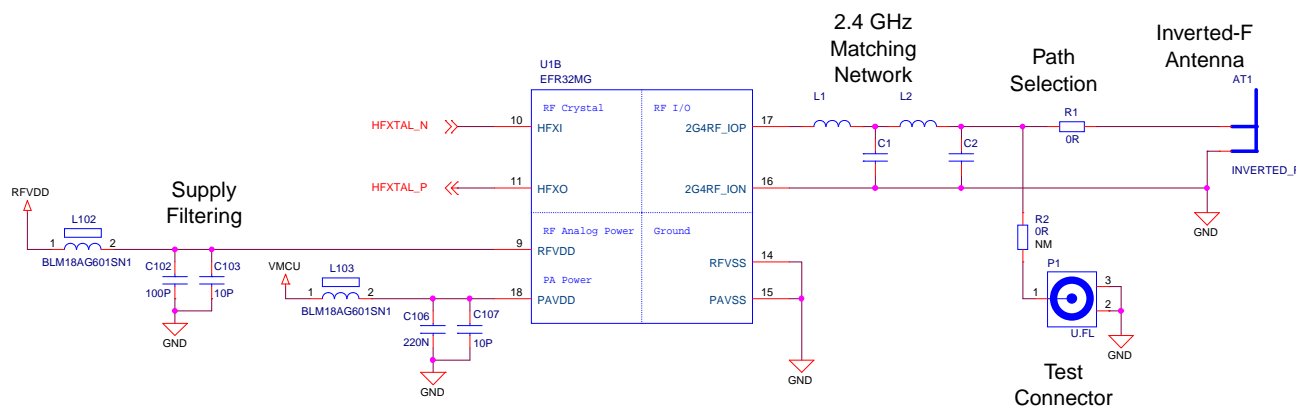 2.4 GHz
Matching
Network
Inverted-F
Antenna
Path
Selection
AT1
U1B
EFR32MG
L1
L2
RF Crystal
RF I/O
R1
HFXTAL_N
10
HFXI
2G4RF_IOP
17
C1
C2
0R
INVERTED_F
HFXTAL_P
11
HFXO
2G4RF_ION
16
GND
RFVDD
Supply
Filtering
L102
1
2
BLM18AG601SN1
RF Analog Power
Ground
R2
0R
NM
9
RFVDD
C102
C103
100P
10P
GND
VMCU
L103
1
2
BLM18AG601SN1
PA Power
18
PAVDD
RFVSS
14
PAVSS
15
P1
1
3
2
U.FL
C106
C107
220N
10P
GND
GND
GND
Test
Connector